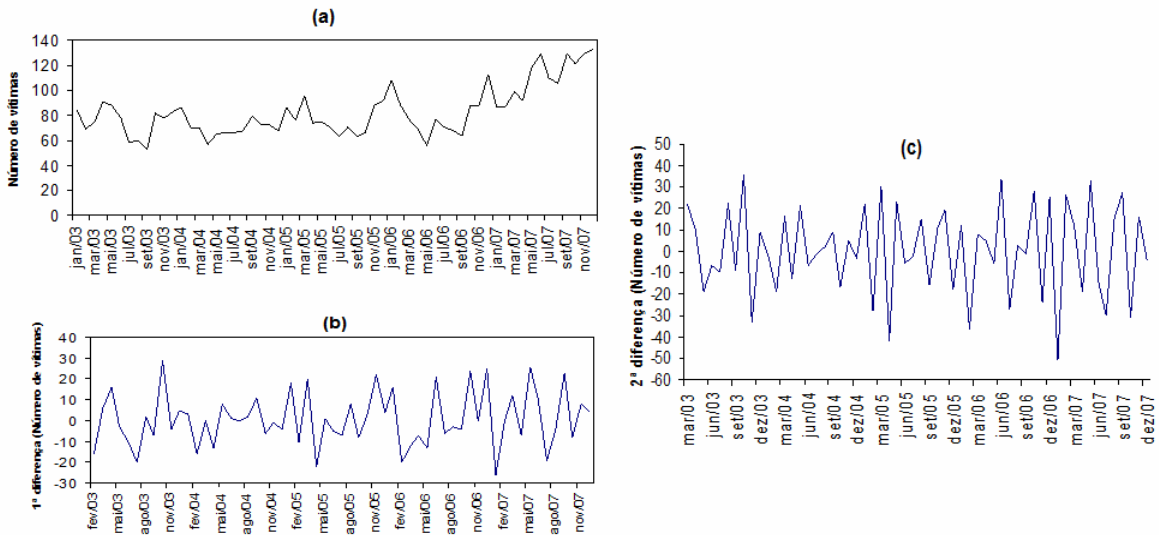 (a)
Número de vítimas
140
120
100
80
60
40
20
0
jan/03
mar/03
mai/03
jul/03
set/03
nov/03
jan/04
mar/04
mai/04
jul/04
set/04
nov/04
jan/05
mar/05
mai/05
jul/05
set/05
nov/05
jan/06
mar/06
mai/06
jul/06
set/06
nov/06
jan/07
mar/07
mai/07
jul/07
set/07
nov/07
(b)
1ª diferença (Número de vítimas)
40
30
20
10
0
-10
-20
-30
fev/03
mai/03
ago/03
nov/03
fev/04
mai/04
ago/04
nov/04
fev/05
mai/05
ago/05
nov/05
fev/06
mai/06
ago/06
nov/06
fev/07
mai/07
ago/07
nov/07
(c)
2ª diferença (Número de vítimas)
50
40
30
20
10
0
-10
-20
-30
-40
-50
-60
mar/03
jun/03
set/03
dez/03
mar/04
jun/04
set/04
dez/04
mar/05
jun/05
set/05
dez/05
mar/06
jun/06
set/06
dez/06
mar/07
jun/07
set/07
dez/07